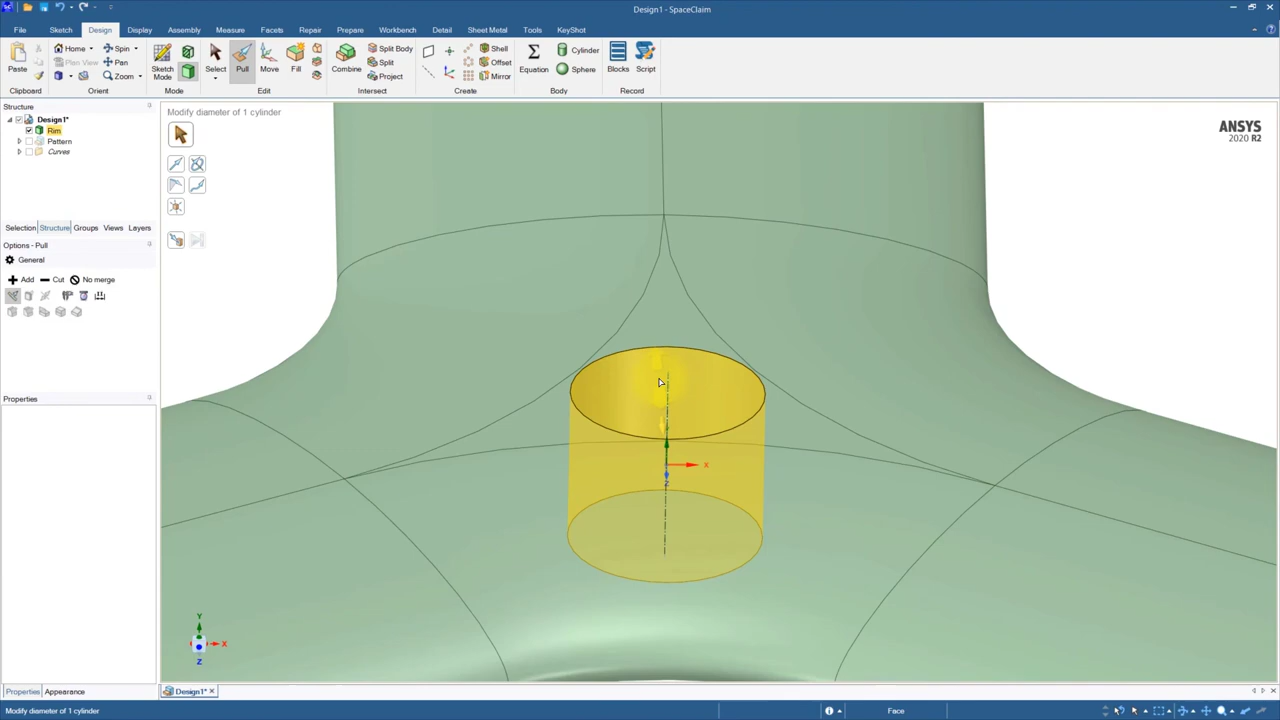 Design1* - SpaceClaim
File Sketch Design Display Assembly Measure Facets Repair Prepare Workbench Detail Sheet Metal Tools KeyShot
Home Spin
Plan View Pan
Zoom
Paste
Sketch Mode
Select Pull Move Fill
Combine
Split Body
Split
Project
Shell
Offset
Mirror
Equation
Cylinder
Sphere
Blocks Script
Clipboard Orient Mode Edit Intersect Create Body Record
Structure
Design1*
Rim
Pattern
Curves
Selection Structure Groups Views Layers
Options - Pull
General
Add Cut No merge
Properties
Modify diameter of 1 cylinder
ANSYS
2020 R2
X
Z
Y
X
Z
Properties Appearance
Design1*
Modify diameter of 1 cylinder
Face